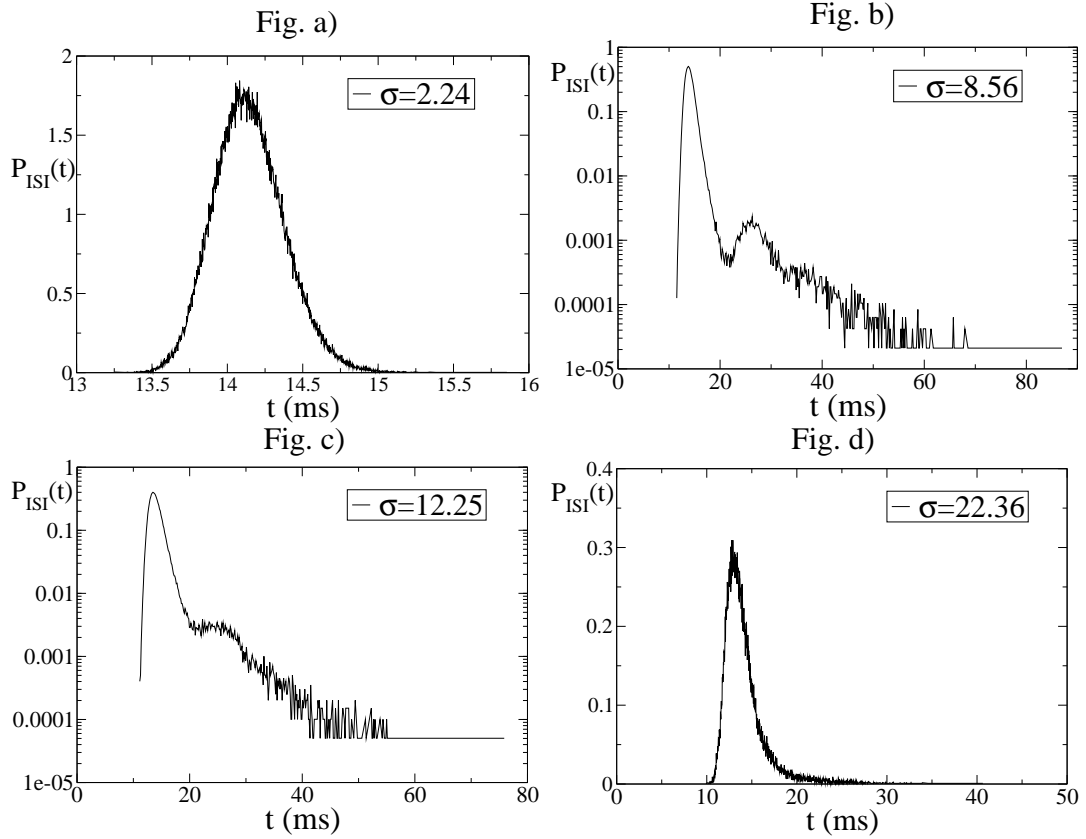 Fig. a)
2
1.5
1
0.5
0
P_ISI(t)
σ=2.24
13 13.5 14 14.5 15 15.5 16
t (ms)
Fig. b)
1
0.1
0.01
0.001
0.0001
1e-05
P_ISI(t)
σ=8.56
0 20 40 60 80
t (ms)
Fig. c)
1
0.1
0.01
0.001
0.0001
1e-05
P_ISI(t)
σ=12.25
0 20 40 60 80
t (ms)
Fig. d)
0.4
0.3
0.2
0.1
0
P_ISI(t)
σ=22.36
0 10 20 30 40 50
t (ms)